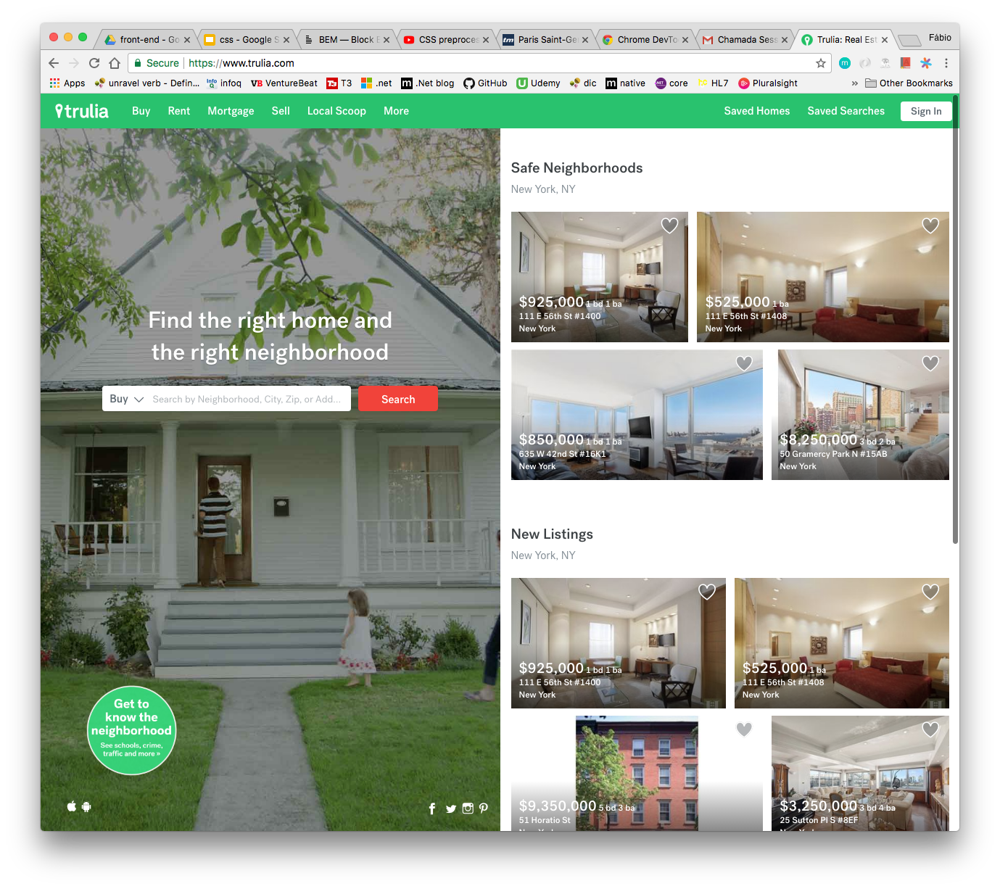 front-end - Go
css - Google S
BEM — Block E
CSS preproces
Paris Saint-Ge
Chrome DevTo
Chamada Sess
Trulia: Real Est
Fábio
Secure
https://www.trulia.com
Apps
unravel verb - Defin...
infoq
VentureBeat
T3
.net
.Net blog
GitHub
Udemy
dic
native
core
HL7
Pluralsight
»
Other Bookmarks
trulia
Buy
Rent
Mortgage
Sell
Local Scoop
More
Saved Homes
Saved Searches
Sign In
Find the right home and
the right neighborhood
Buy
Search by Neighborhood, City, Zip, or Add...
Search
Get to
know the
neighborhood
See schools, crime,
traffic and more »
Safe Neighborhoods
New York, NY
$925,000 1 bd 1 ba
111 E 56th St #1400
New York
$525,000 1 ba
111 E 56th St #1408
New York
$850,000 1 bd 1 ba
635 W 42nd St #16K1
New York
$8,250,000 3 bd 2 ba
50 Gramercy Park N #15AB
New York
New Listings
New York, NY
$925,000 1 bd 1 ba
111 E 56th St #1400
New York
$525,000 1 ba
111 E 56th St #1408
New York
$9,350,000 5 bd 3 ba
51 Horatio St
$3,250,000 3 bd 4 ba
25 Sutton Pl S #8EF